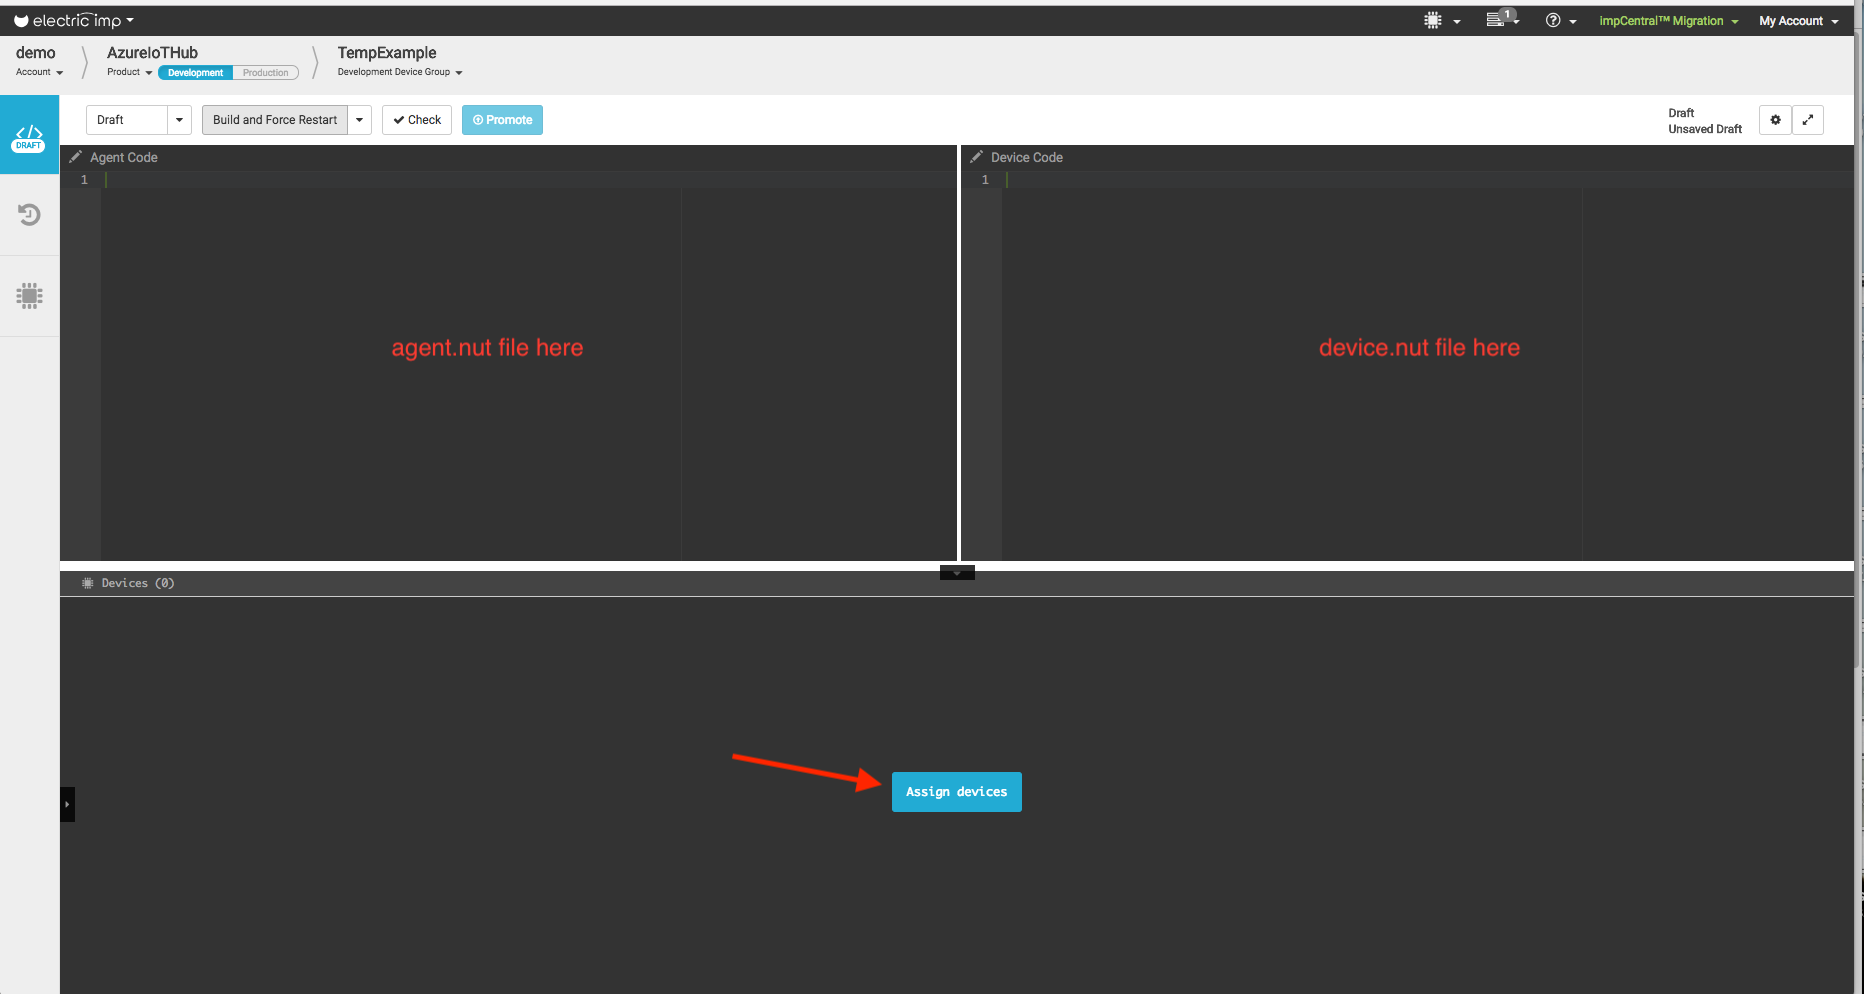 electric imp
1
impCentral™ Migration
My Account
demo
AzureIoTHub
TempExample
Account
Product
Development
Production
Development Device Group
DRAFT
Draft
Build and Force Restart
Check
Promote
Draft
Unsaved Draft
Agent Code
Device Code
1
1
agent.nut file here
device.nut file here
Devices (0)
Assign devices